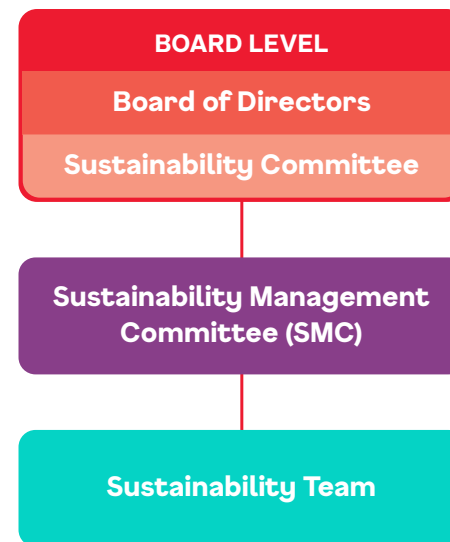 BOARD LEVEL
Board of Directors
Sustainability Committee
Sustainability Management
Committee (SMC)
Sustainability Team